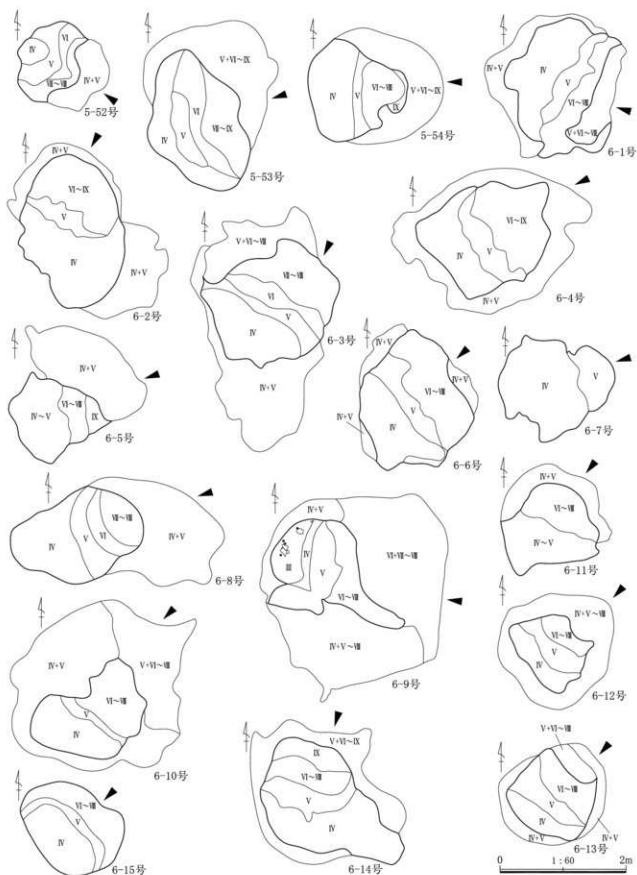 IV
VI
V
VII~VIII
IV+V
5-52号
V+VI~IX
VI
V
VII~IX
IV
5-53号
IV
V
VI~VIII
IX
V+VI~IX
5-54号
IV+V
IV
V
VI~VIII
V+VI~VIII
6-1号
IV+V
VI~IX
V
IV
IV+V
6-2号
V+VI~VIII
VII~VIII
VI
V
IV
6-3号
IV+V
VI~IX
V
IV
IV+V
6-4号
IV+V
IV~V
VI~VIII
IX
6-5号
IV+V
VI~VIII
IV+V
V
IV+V
IV
6-6号
IV
V
6-7号
IV
V
VI
VII~VIII
IV+V
6-8号
IV+V
III
IV
V
VI+VII~VIII
VI~VIII
IV+V~VIII
6-9号
IV+V
V+VI~VIII
VI~VIII
V
IV
6-10号
IV+V
VI~VIII
IV~V
6-11号
IV+V~VIII
VI~VIII
V
IV
6-12号
V+VI~VIII
VI~VIII
V
IV
IV+V
IV+V
6-13号
V+VI~IX
IX
VI~VIII
V
IV
6-14号
VI~VIII
V
IV
6-15号
0 1:60 2m